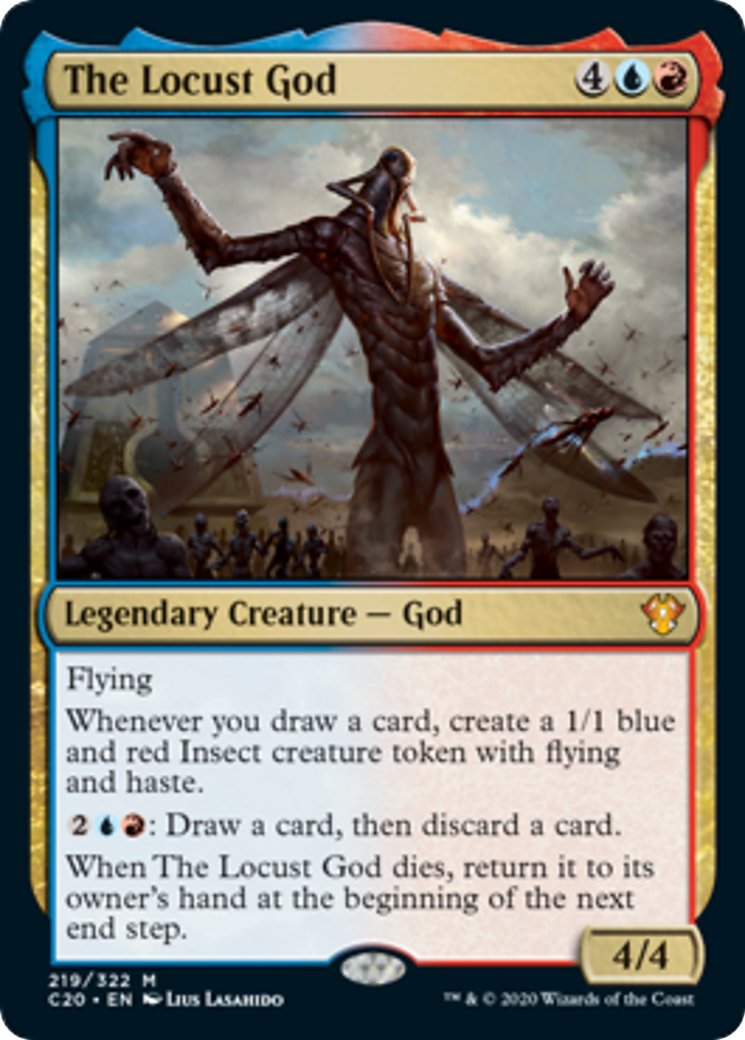 The Locust God 4
Legendary Creature — God
Flying
Whenever you draw a card, create a 1/1 blue
and red Insect creature token with flying
and haste.
2 : Draw a card, then discard a card.
When The Locust God dies, return it to its
owner's hand at the beginning of the next
end step.
4/4
219/322 M
C20 • EN Lius Lasahido
™ & © 2020 Wizards of the Coast